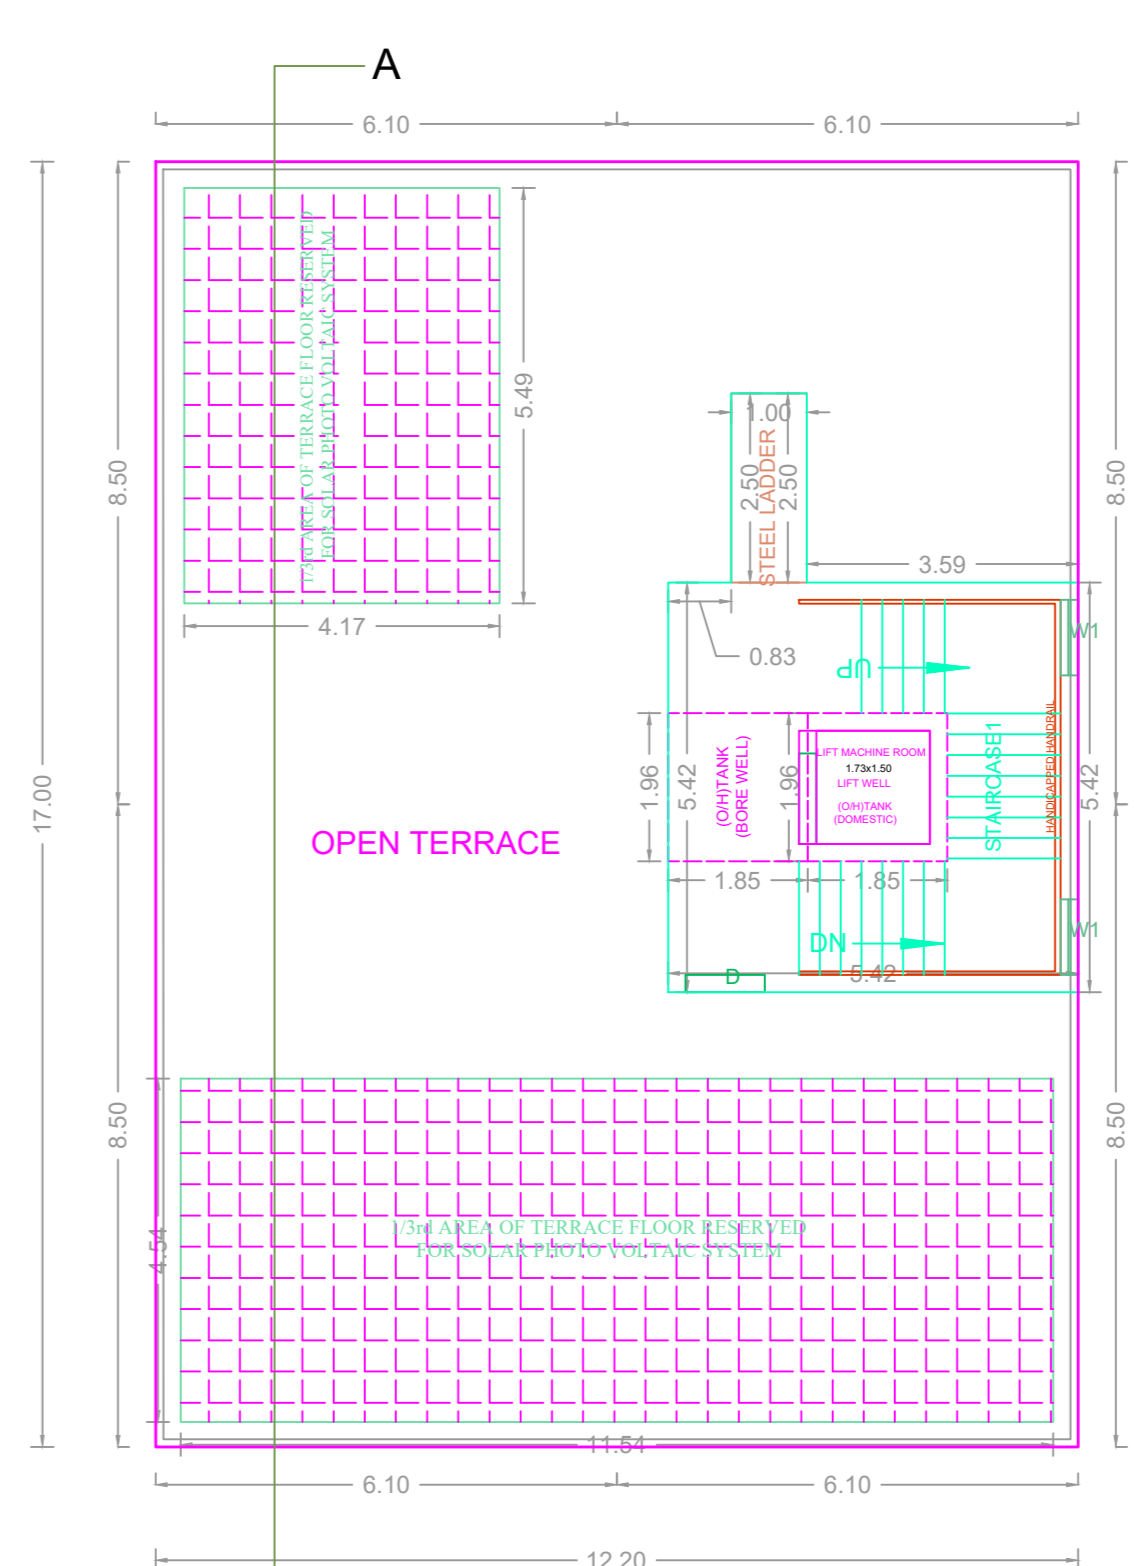 A
6.10
6.10
1/3rd AREA OF TERRACE FLOOR RESERVED
FOR SOLAR PHOTO VOLTAIC SYSTEM
5.49
4.17
8.50
8.50
17.00
1.00
2.50
2.50
STEEL LADDER
3.59
0.83
UP
W1
1.96
5.42
(O/H)TANK
(BORE WELL)
1.96
LIFT MACHINE ROOM
1.73x1.50
LIFT WELL
(O/H)TANK
(DOMESTIC)
STAIRCASE1
HANDICAPPED HANDRAIL
5.42
OPEN TERRACE
1.85
1.85
DN
W1
5.42
D
8.50
8.50
4.54
1/3rd AREA OF TERRACE FLOOR RESERVED
FOR SOLAR PHOTO VOLTAIC SYSTEM
11.54
6.10
6.10
12.20